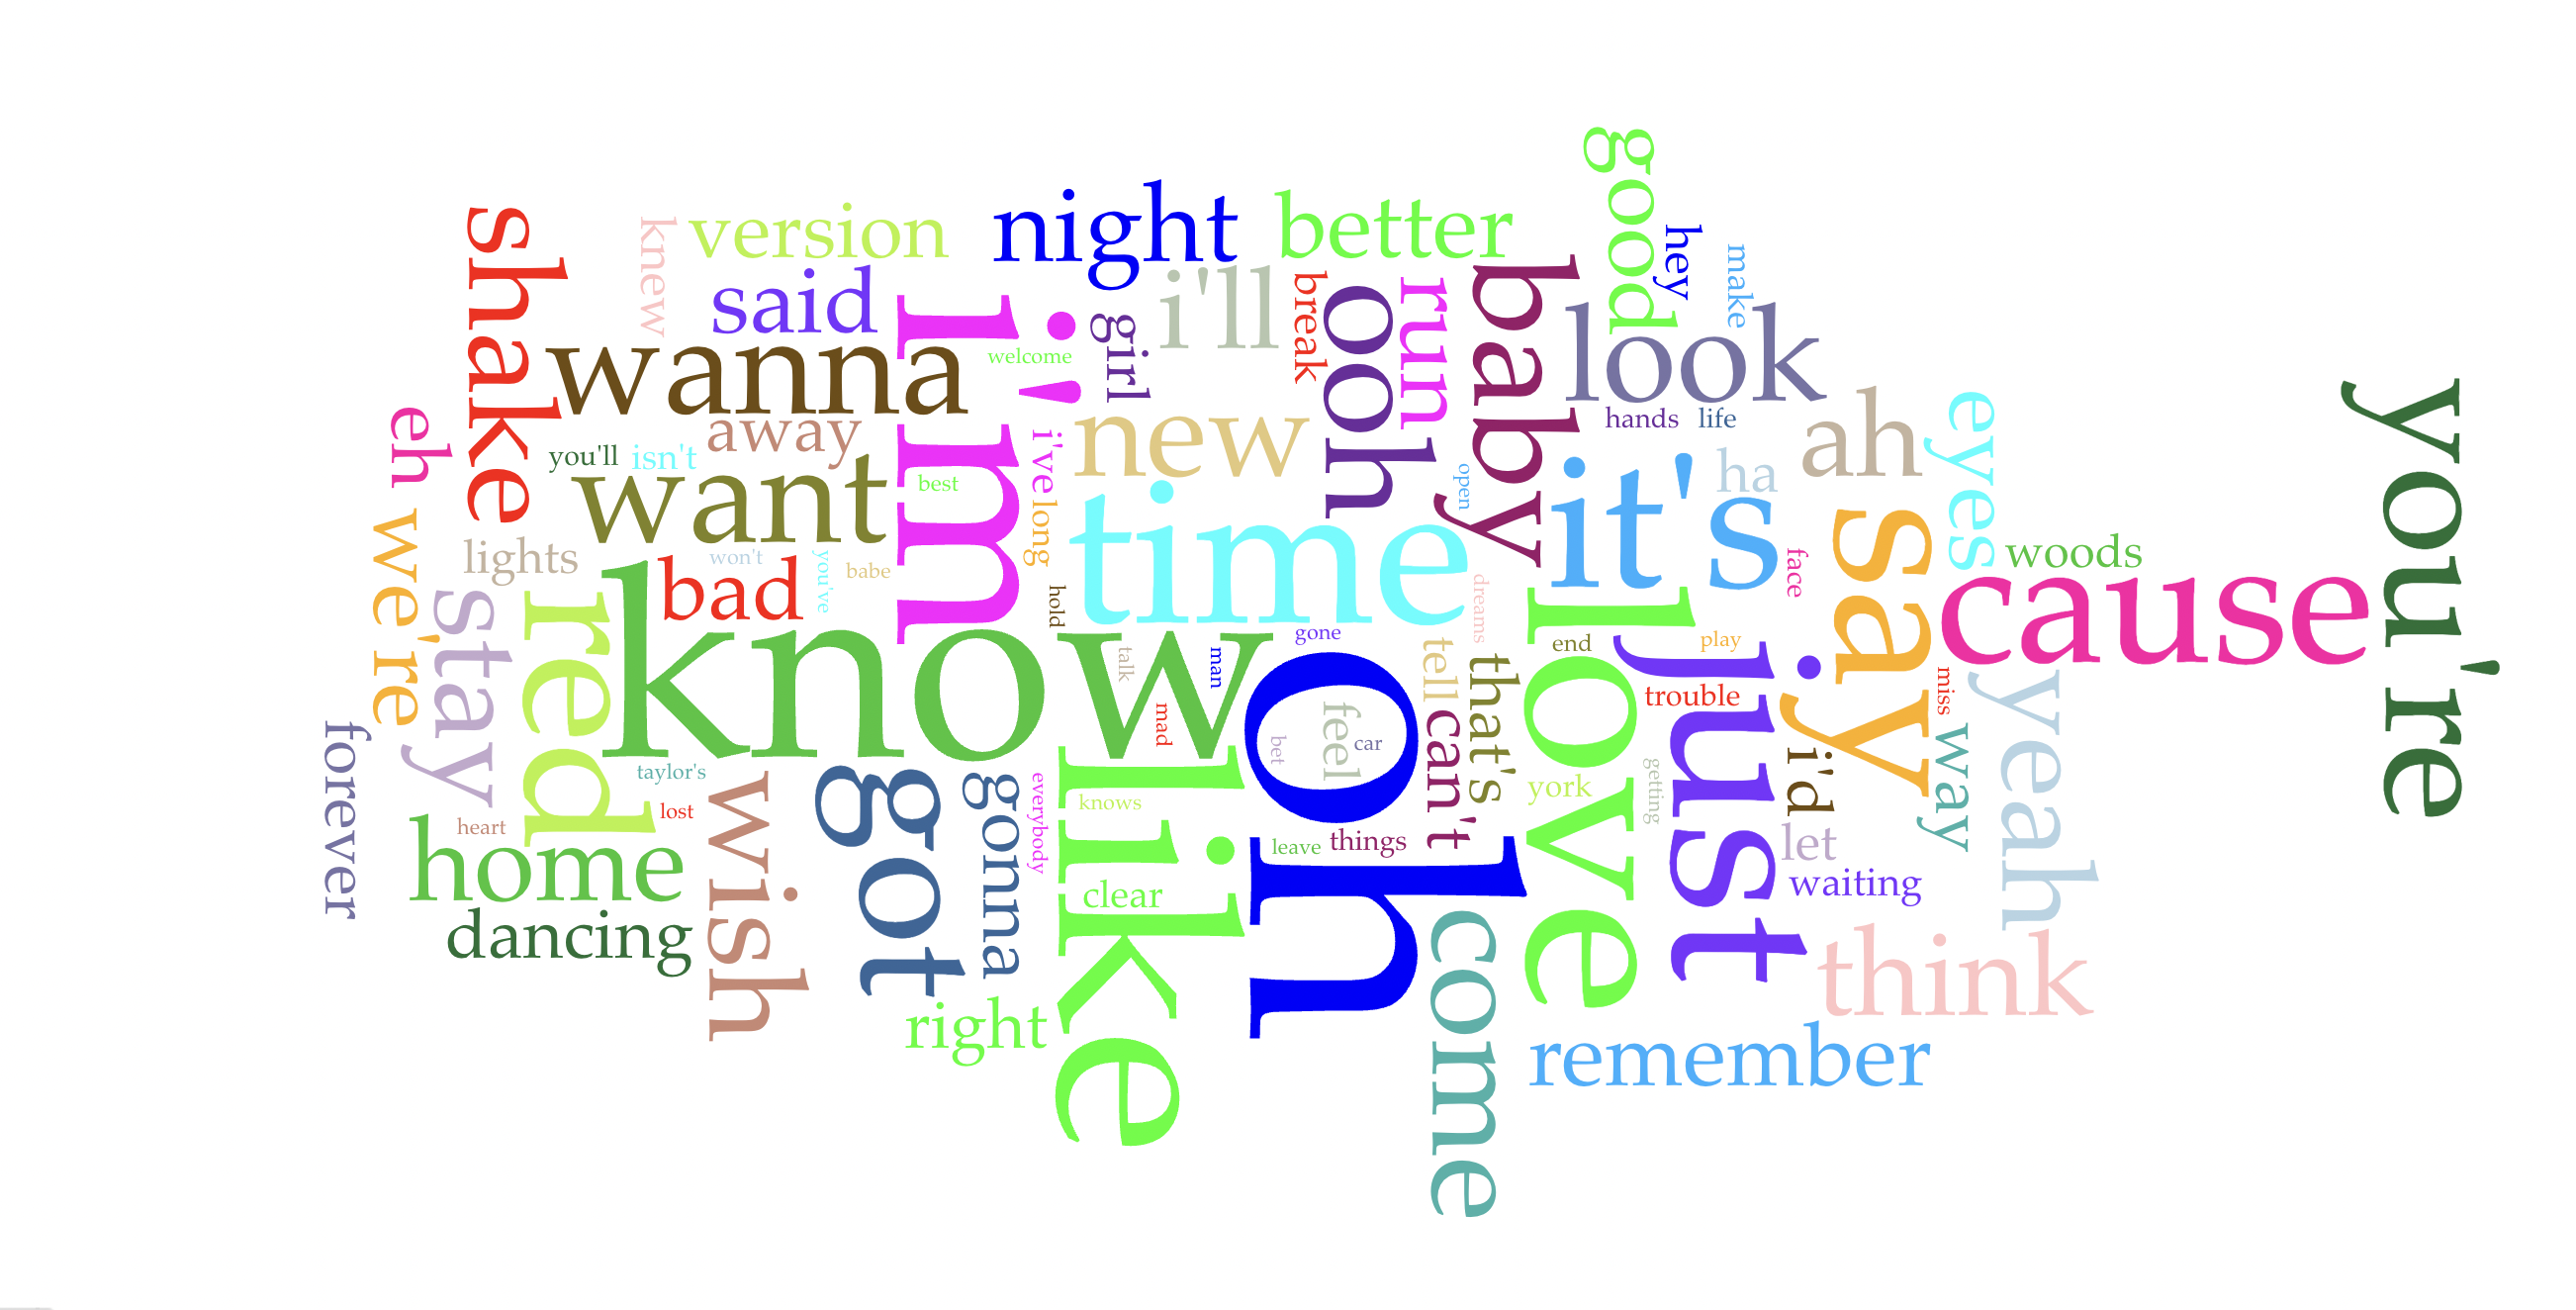 good
shake
knew
version
night
better
hey
make
said
i'm
i'll
girl
break
ooh
run
baby
look
wanna
welcome
you're
eh
away
new
hands
life
ah
eyes
you'll
isn't
want
best
i've
long
time
open
it's
ha
say
we're
lights
won't
you've
babe
bad
hold
dreams
face
woods
cause
stay
red
know
talk
man
gone
oh
tell
that's
love
end
play
just
trouble
miss
yeah
forever
mad
bet
feel
car
can't
i'd
way
taylor's
lost
heart
wish
got
gonna
everybody
like
knows
york
getting
leave
things
let
home
clear
waiting
dancing
come
think
right
remember